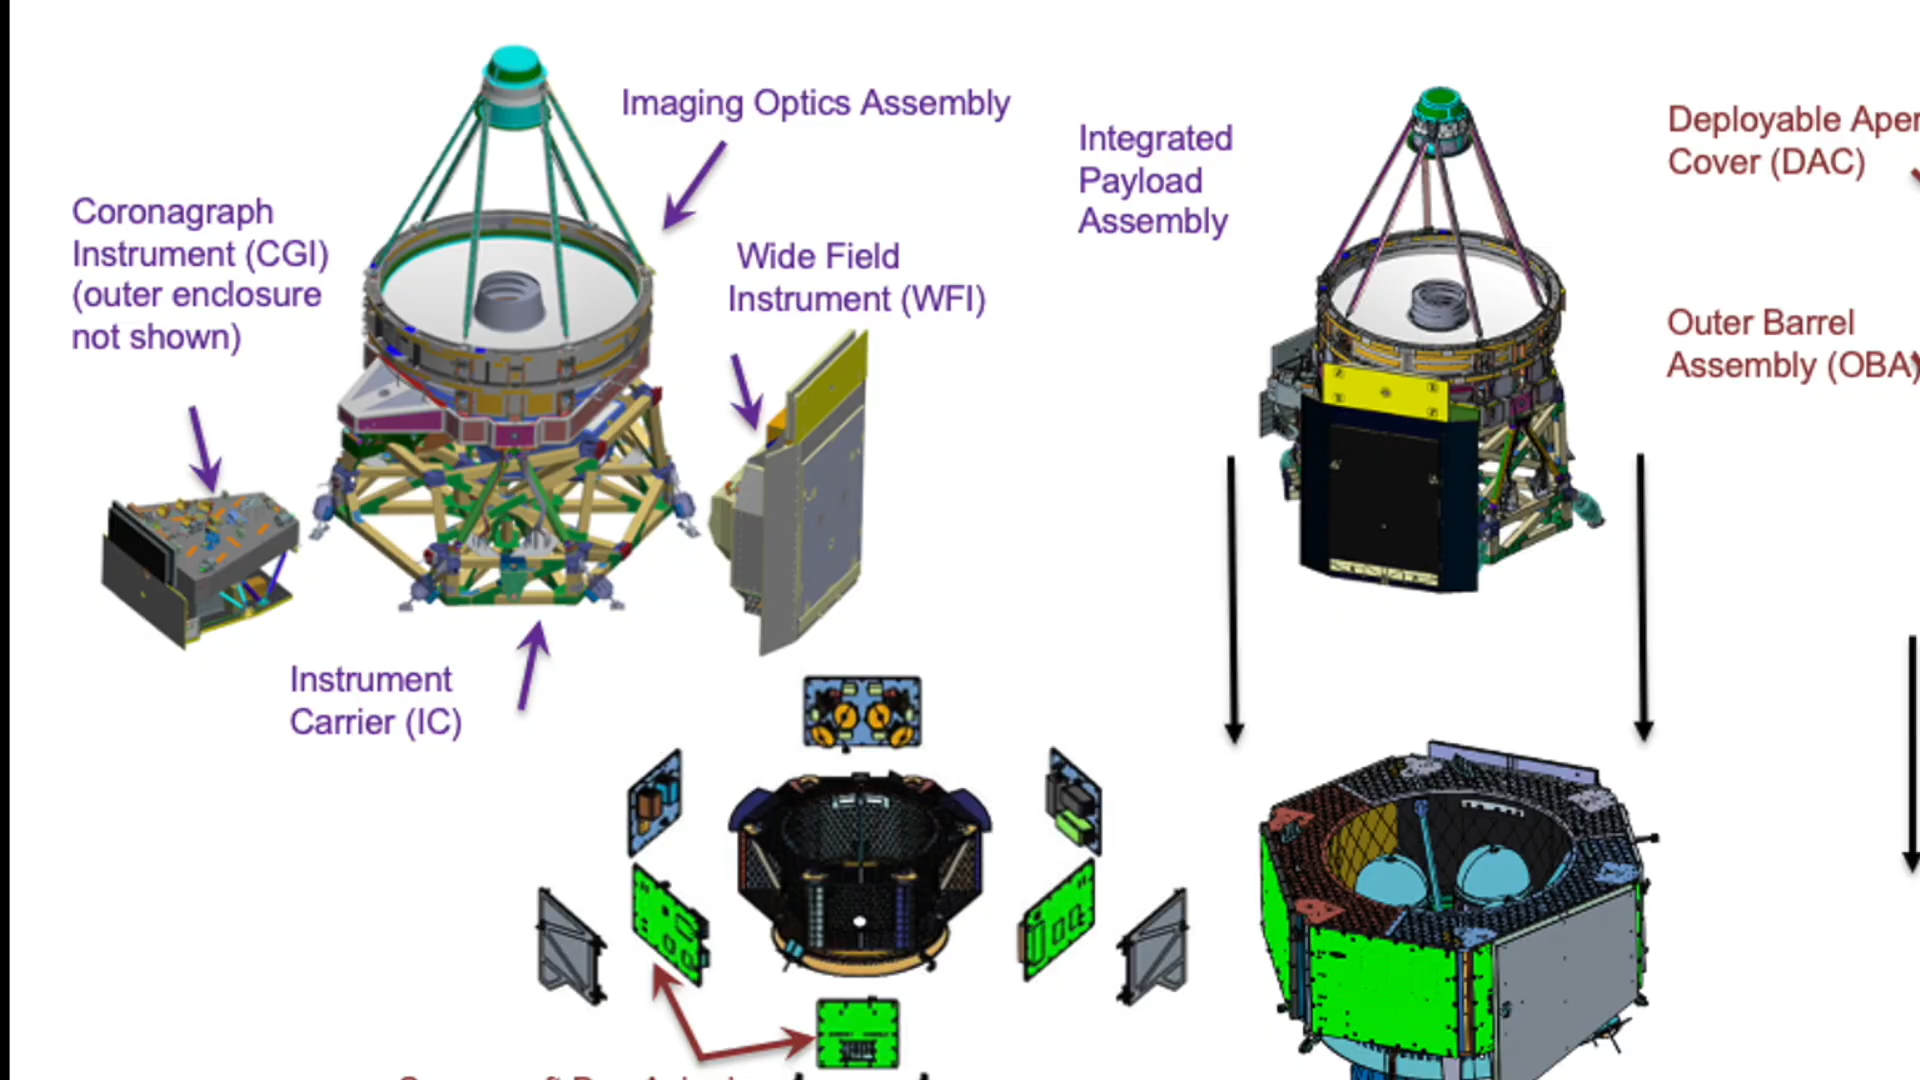 Imaging Optics Assembly
Coronagraph
Instrument (CGI)
(outer enclosure
not shown)
Wide Field
Instrument (WFI)
Instrument
Carrier (IC)
Integrated
Payload
Assembly
Deployable Aper
Cover (DAC)
Outer Barrel
Assembly (OBA)